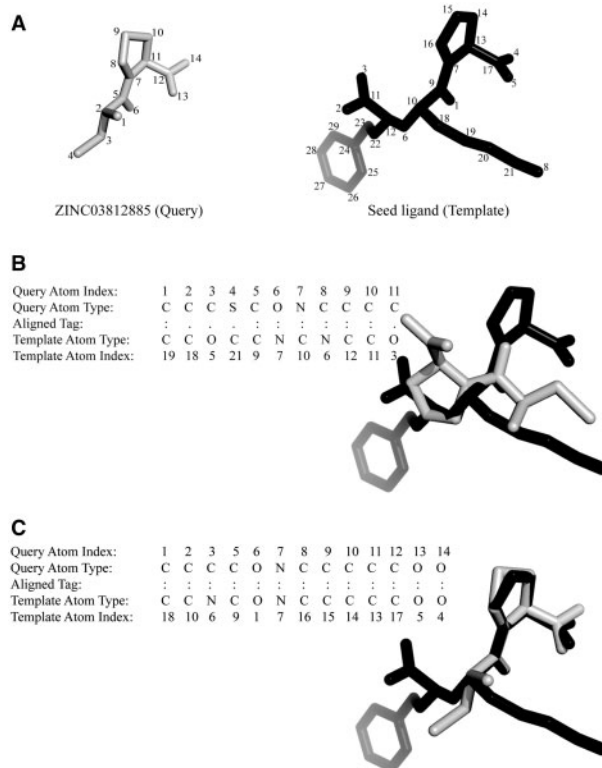 A
3
9 10
8 11 14
7 12
5 13
2 6
1
3
4
15 14
16 13
4
7 17
5
3 9
11 10 1
2
23 12 6 18
29 22 19
28 24 20
25 21 8
27
26
ZINC03812885 (Query) Seed ligand (Template)
B
Query Atom Index: 1 2 3 4 5 6 7 8 9 10 11
Query Atom Type: C C C S C O N C C C C
Aligned Tag:
Template Atom Type: C C O C C N C N C C O
Template Atom Index: 19 18 5 21 9 7 10 6 12 11 3
C
Query Atom Index: 1 2 3 5 6 7 8 9 10 11 12 13 14
Query Atom Type: C C C C O N C C C C C O O
Aligned Tag: : : : : : : : : : : : : :
Template Atom Type: C C N C O N C C C C C O O
Template Atom Index: 18 10 6 9 1 7 16 15 14 13 17 5 4